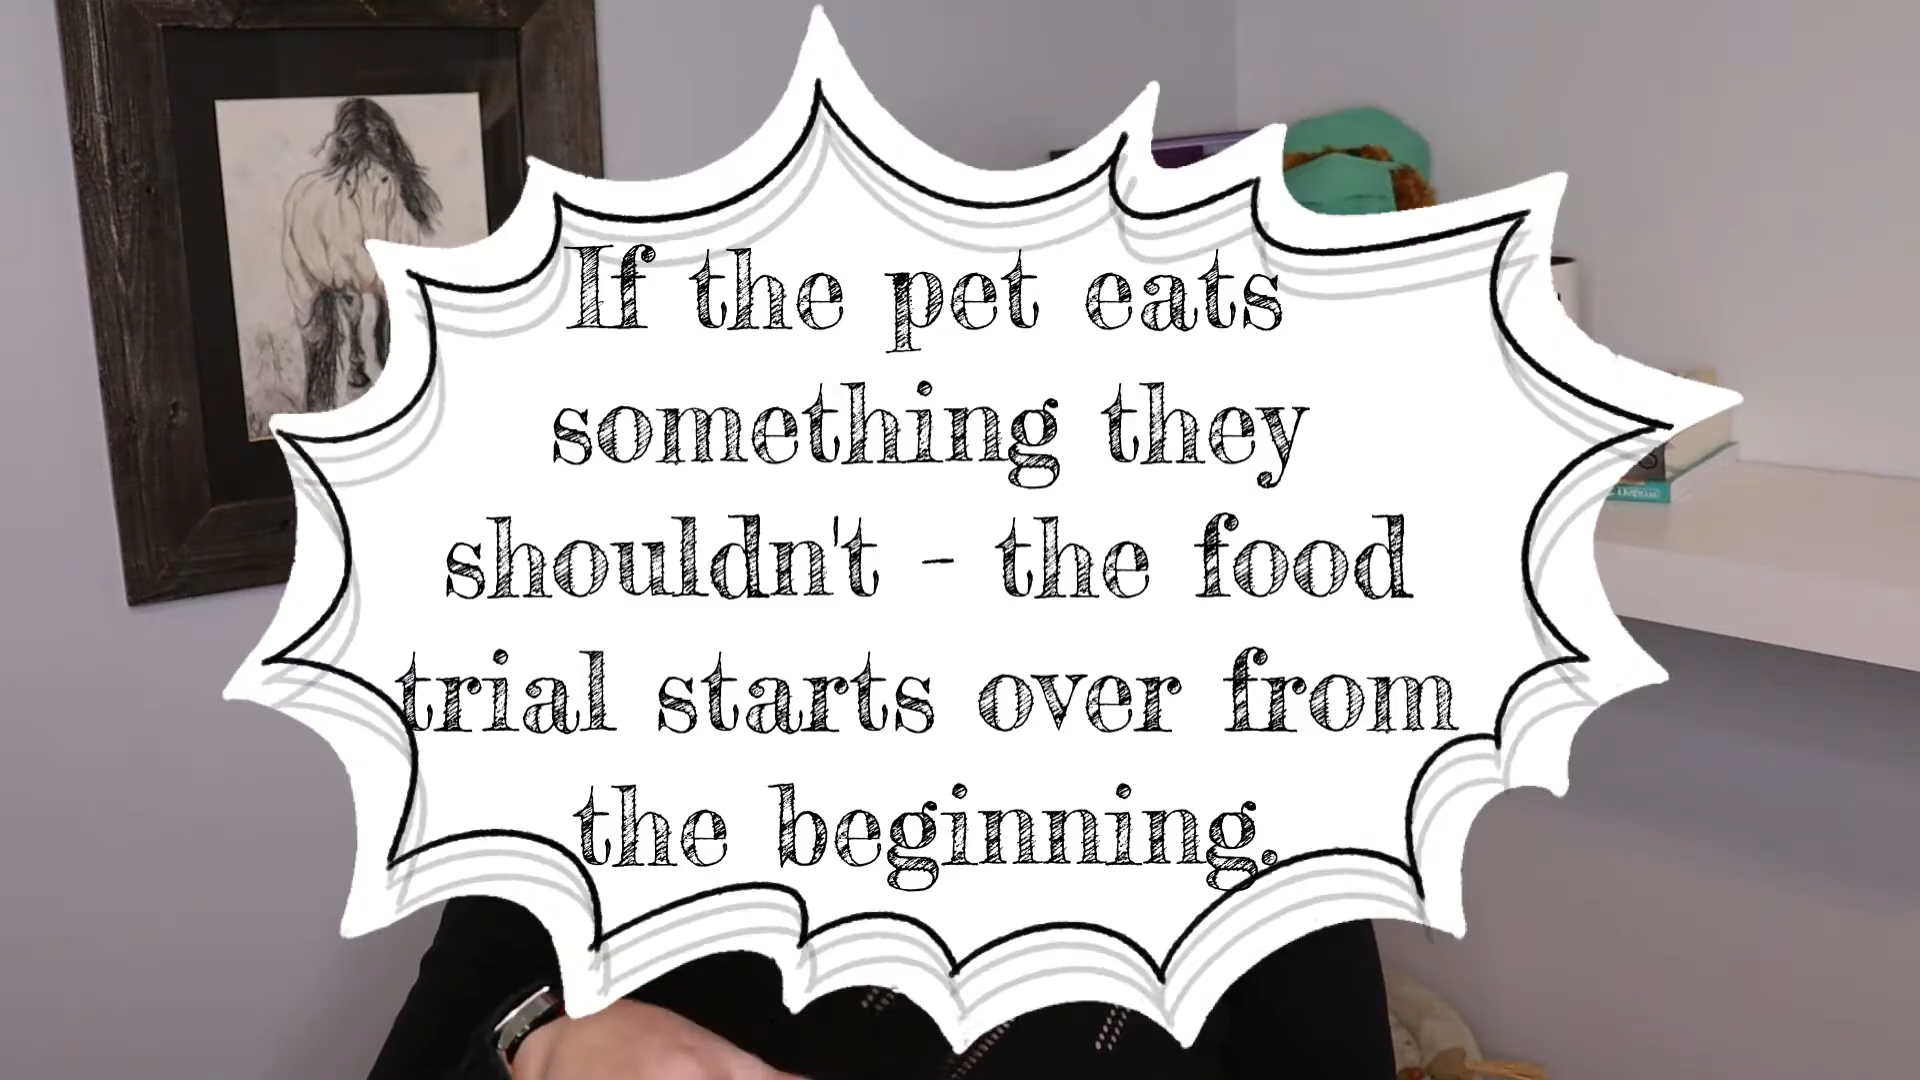 If the pet eats
something they
shouldn't - the food
trial starts over from
the beginning.